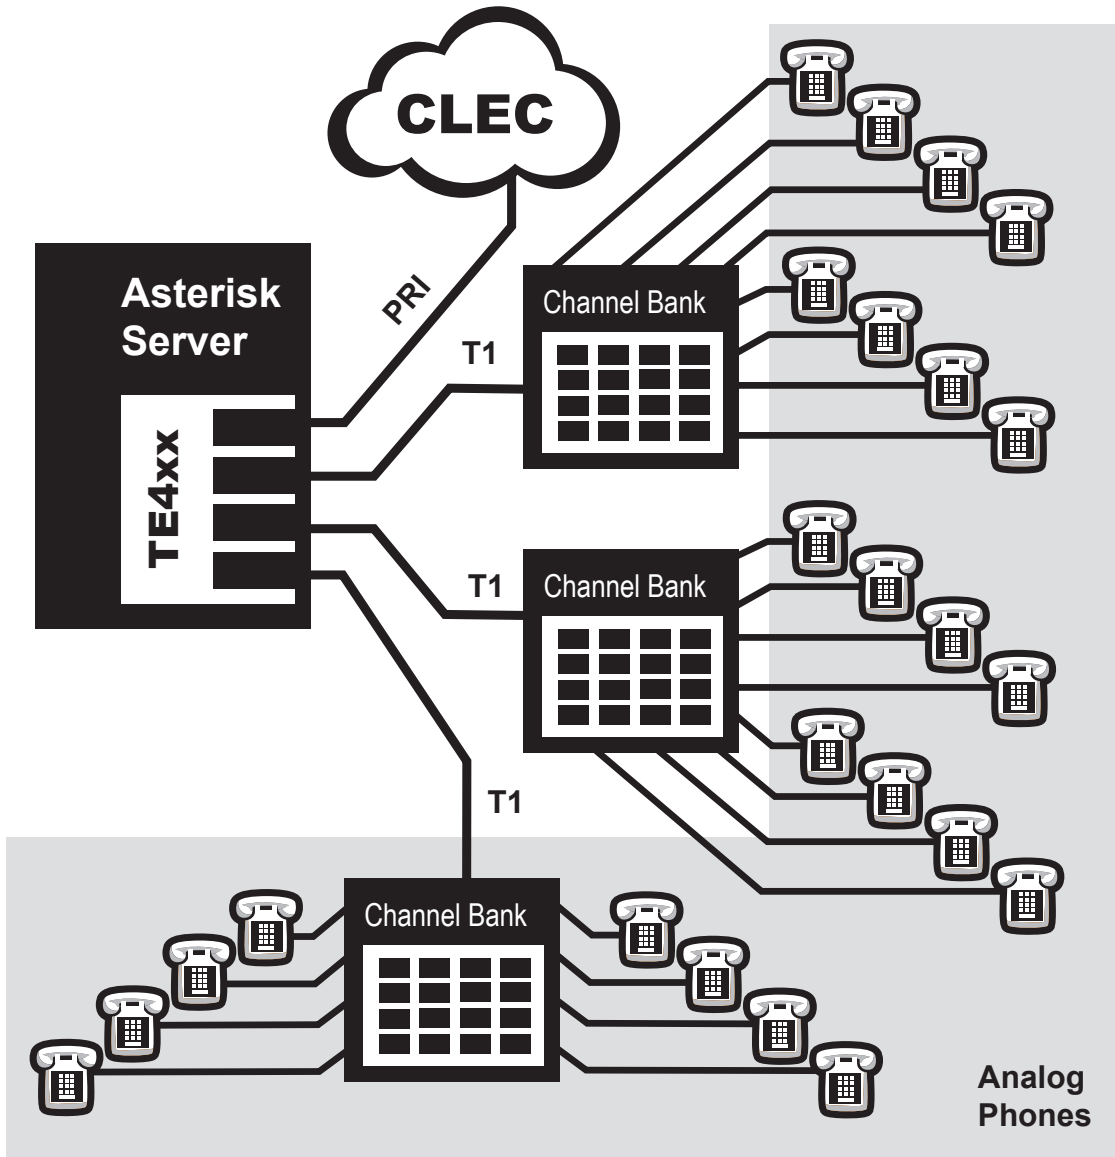 CLEC
Asterisk
Server
PRI
Channel Bank
T1
TE4xx
T1
Channel Bank
T1
Channel Bank
Analog
Phones